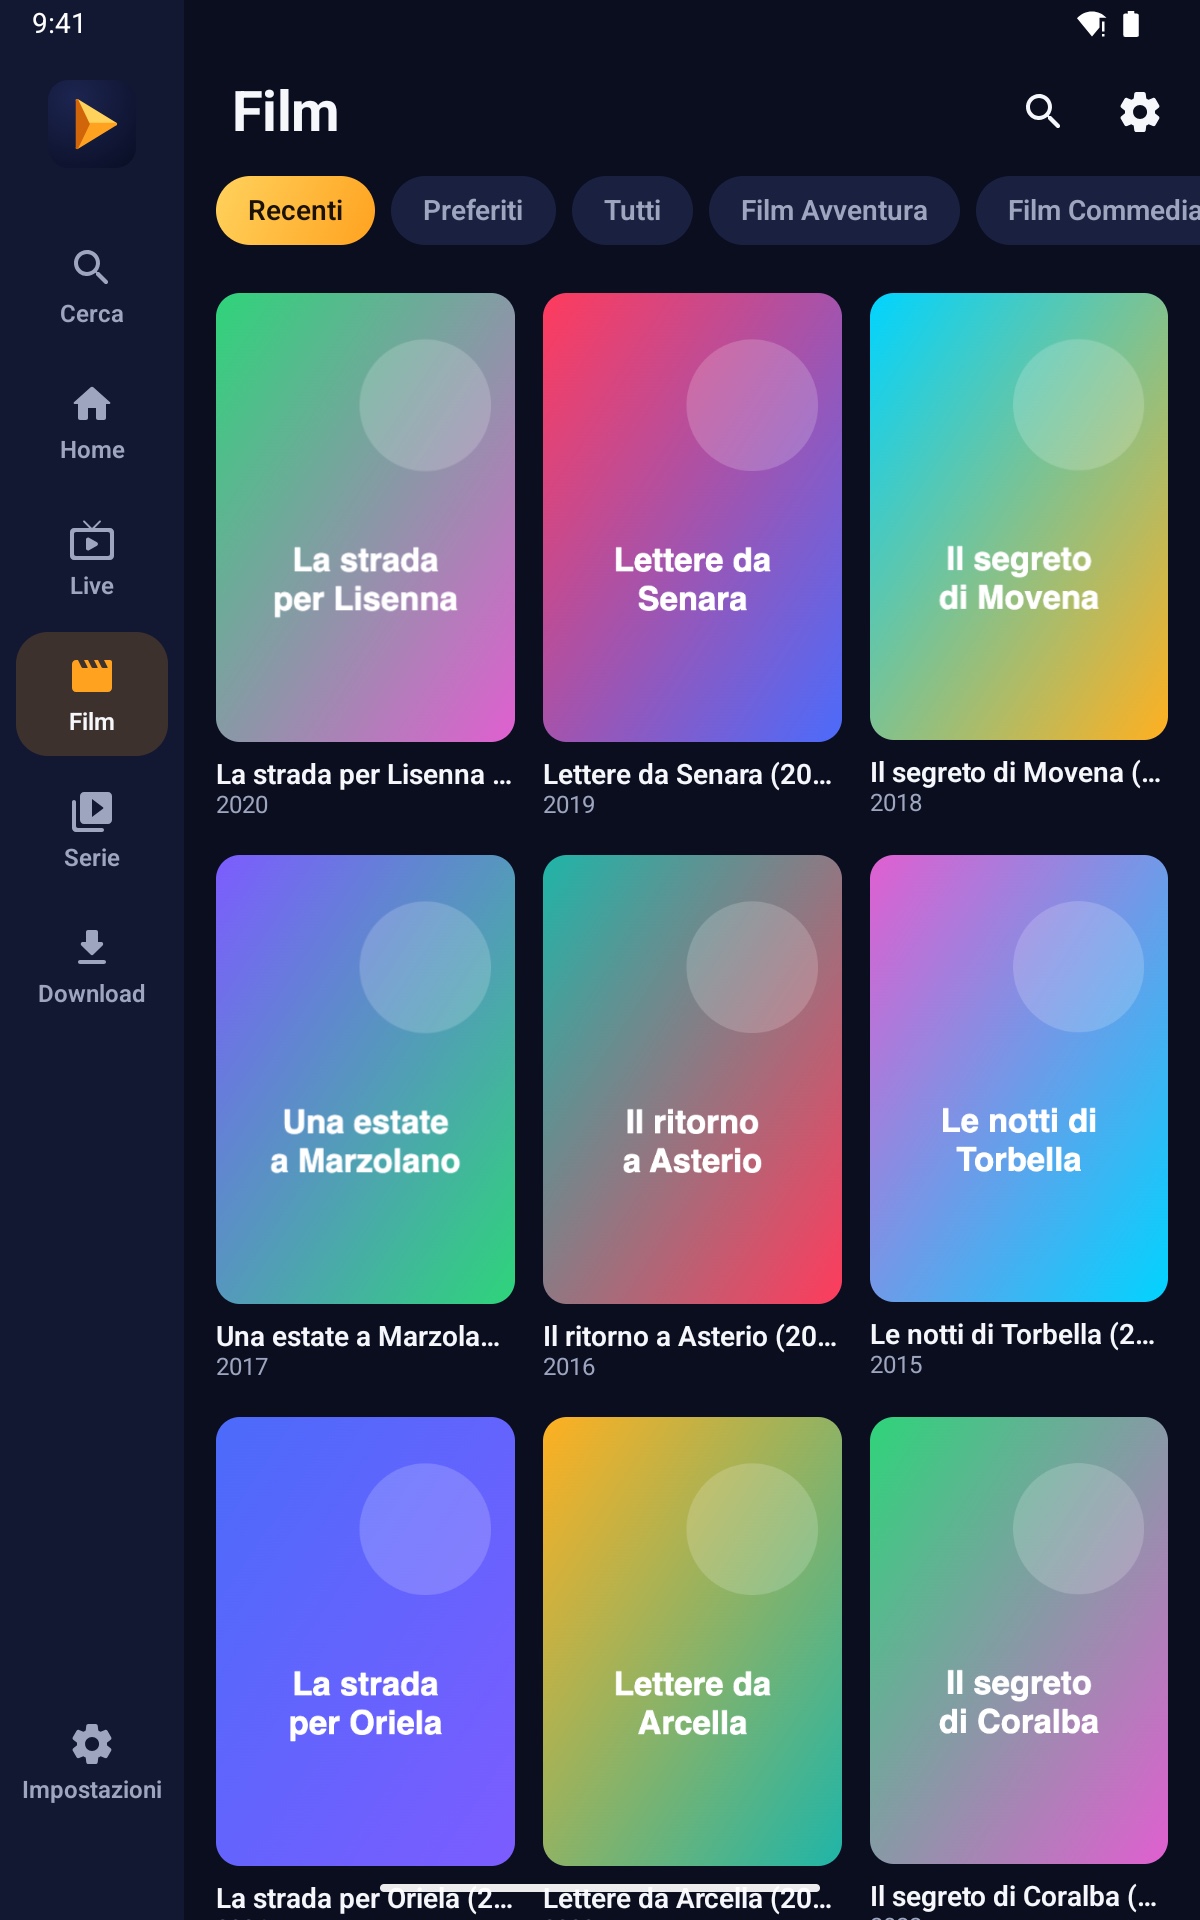 9:41
Film
Recenti
Preferiti
Tutti
Film Avventura
Film Commedia
Cerca
Home
Live
Film
Serie
Download
Impostazioni
La strada
per Lisenna
Lettere da
Senara
Il segreto
di Movena
La strada per Lisenna ...
Lettere da Senara (20...
Il segreto di Movena (...
2020
2019
2018
Una estate
a Marzolano
Il ritorno
a Asterio
Le notti di
Torbella
Una estate a Marzola...
Il ritorno a Asterio (20...
Le notti di Torbella (2...
2017
2016
2015
La strada
per Oriela
Lettere da
Arcella
Il segreto
di Coralba
La strada per Oriela (2...
Lettere da Arcella (20...
Il segreto di Coralba (...